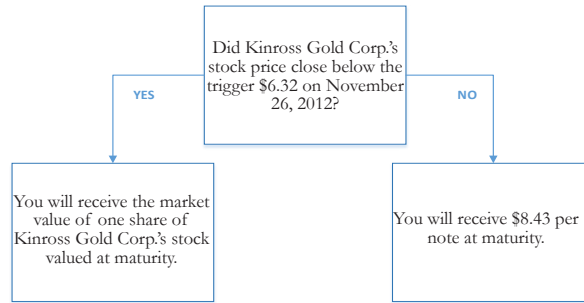 Did Kinross Gold Corp.'s
stock price close below the
trigger $6.32 on November
26, 2012?
YES
NO
You will receive the market
value of one share of
Kinross Gold Corp.'s stock
valued at maturity.
You will receive $8.43 per
note at maturity.